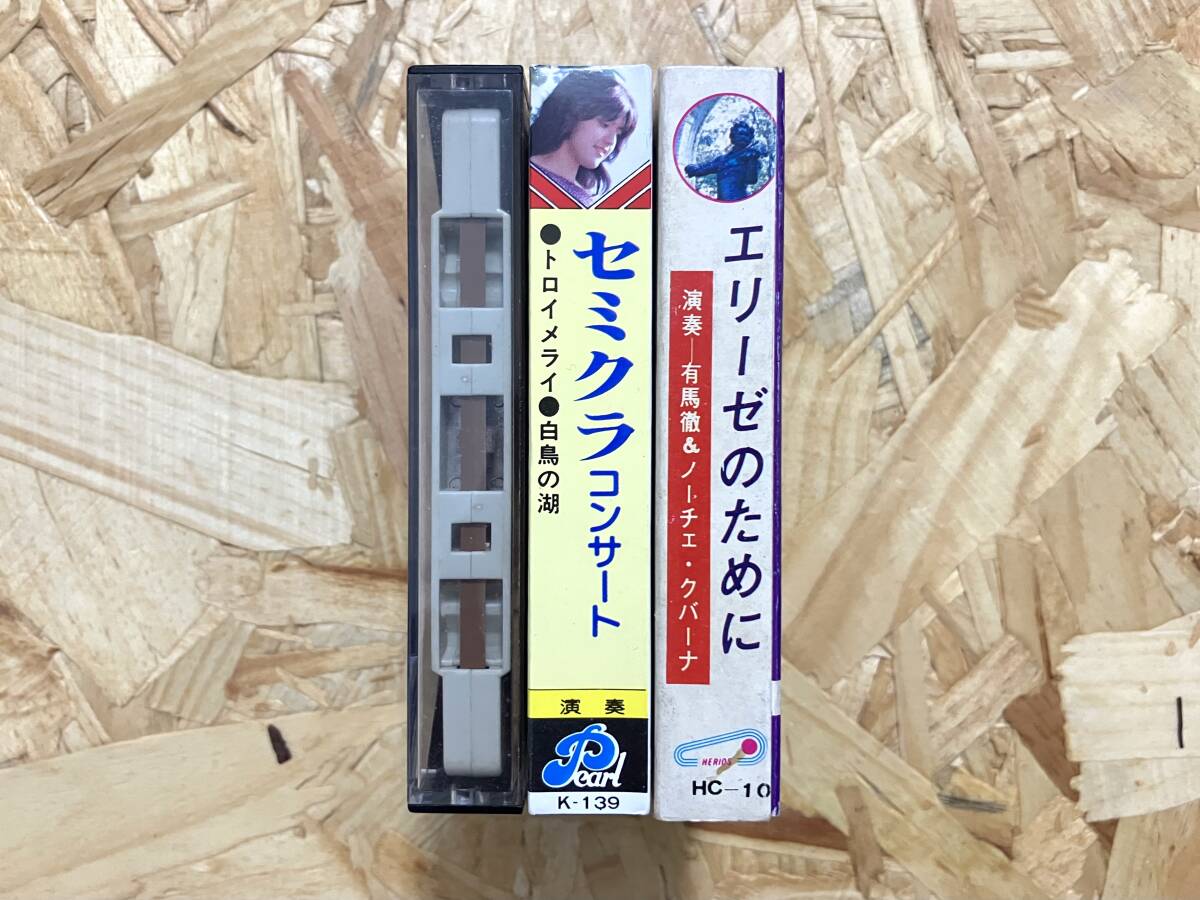 セミクラコンサート
●トロイメライ●白鳥の湖
演奏
Pearl
K-139
エリーゼのために
演奏―有馬徹&ノーチェ・クバーナ
HERIOS
HC-10